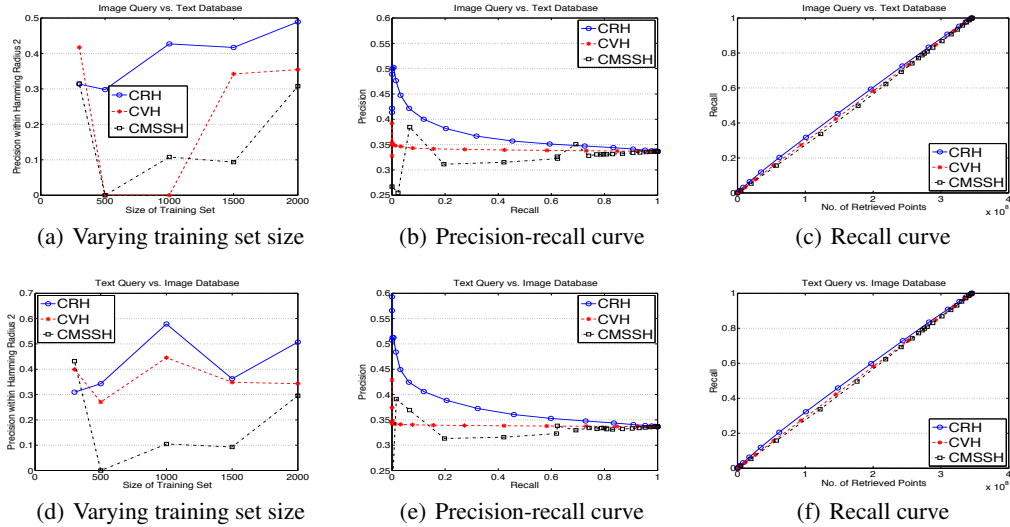 Image Query vs. Text Database
Precision within Hamming Radius 2
0.5
0.4
0.3
0.2
0.1
0
0
500
1000
1500
2000
Size of Training Set
CRH
CVH
CMSSH
(a) Varying training set size
Image Query vs. Text Database
Precision
0.6
0.55
0.5
0.45
0.4
0.35
0.3
0.25
0
0.2
0.4
0.6
0.8
1
Recall
CRH
CVH
CMSSH
(b) Precision-recall curve
Image Query vs. Text Database
Recall
1
0.8
0.6
0.4
0.2
0
0
1
2
3
4
x 10^8
No. of Retrieved Points
CRH
CVH
CMSSH
(c) Recall curve
Text Query vs. Image Database
Precision within Hamming Radius 2
0.7
0.6
0.5
0.4
0.3
0.2
0.1
0
0
500
1000
1500
2000
Size of Training Set
CRH
CVH
CMSSH
(d) Varying training set size
Text Query vs. Image Database
Precision
0.6
0.55
0.5
0.45
0.4
0.35
0.3
0.25
0
0.2
0.4
0.6
0.8
1
Recall
CRH
CVH
CMSSH
(e) Precision-recall curve
Text Query vs. Image Database
Recall
1
0.8
0.6
0.4
0.2
0
0
1
2
3
4
x 10^8
No. of Retrieved Points
CRH
CVH
CMSSH
(f) Recall curve